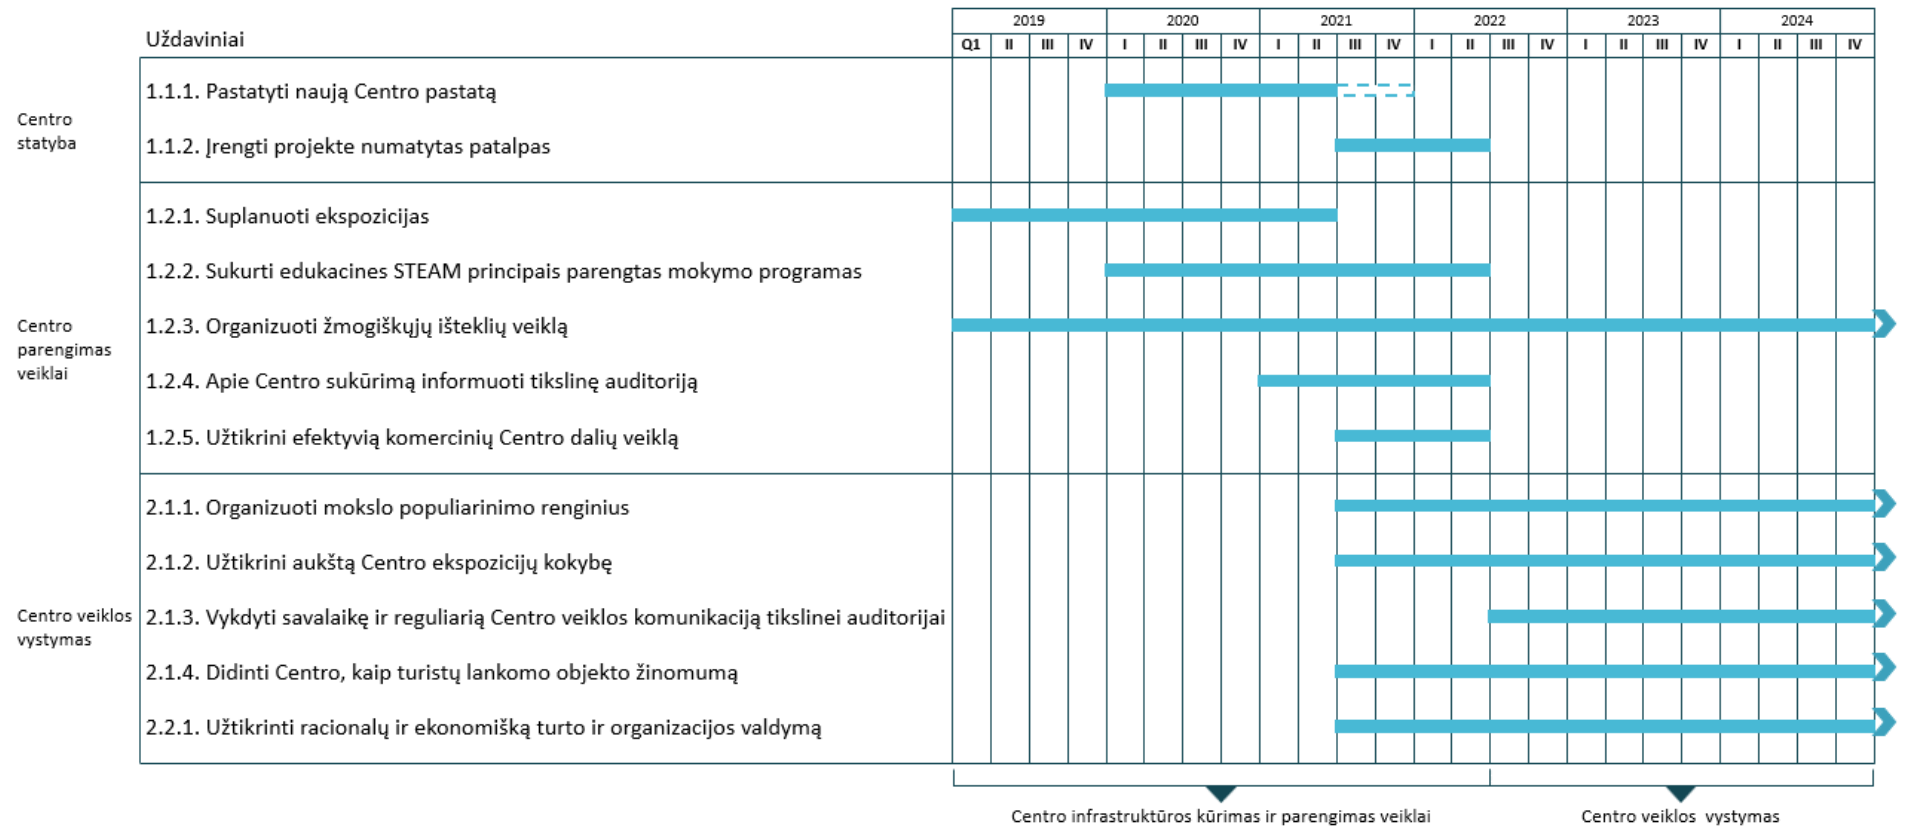 2019 2020 2021 2022 2023 2024
Uždaviniai
Q1 II III IV I II III IV I II III IV I II III IV I II III IV I II III IV
Centro
statyba
1.1.1. Pastatyti naują Centro pastatą
1.1.2. Įrengti projekte numatytas patalpas
Centro
parengimas
veiklai
1.2.1. Suplanuoti ekspozicijas
1.2.2. Sukurti edukacines STEAM principais parengtas mokymo programas
1.2.3. Organizuoti žmogiškųjų išteklių veiklą
1.2.4. Apie Centro sukūrimą informuoti tikslinę auditoriją
1.2.5. Užtikrini efektyvią komercinių Centro dalių veiklą
Centro veiklos
vystymas
2.1.1. Organizuoti mokslo populiarinimo renginius
2.1.2. Užtikrini aukštą Centro ekspozicijų kokybę
2.1.3. Vykdyti savalaikę ir reguliarią Centro veiklos komunikaciją tikslinei auditorijai
2.1.4. Didinti Centro, kaip turistų lankomo objekto žinomumą
2.2.1. Užtikrinti racionalų ir ekonomišką turto ir organizacijos valdymą
Centro infrastruktūros kūrimas ir parengimas veiklai
Centro veiklos vystymas